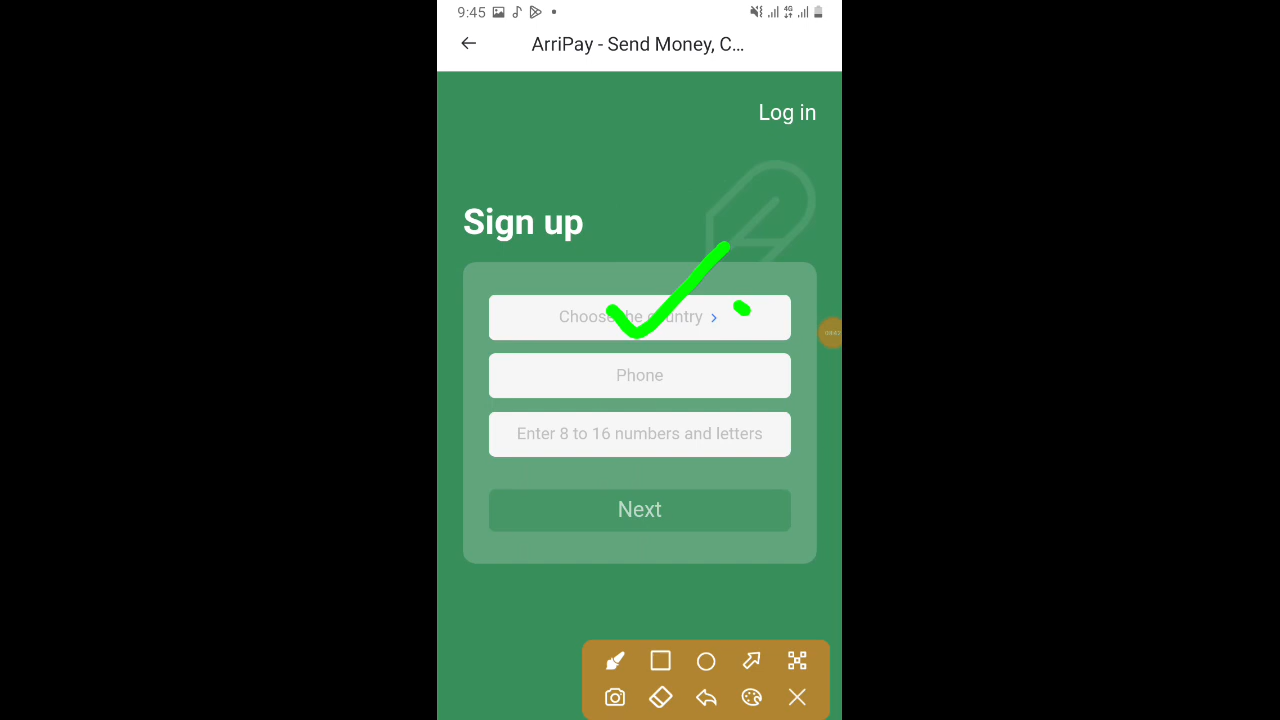 9:45
4G
ArriPay - Send Money, C...
Log in
Sign up
Choose the country
Phone
Enter 8 to 16 numbers and letters
Next